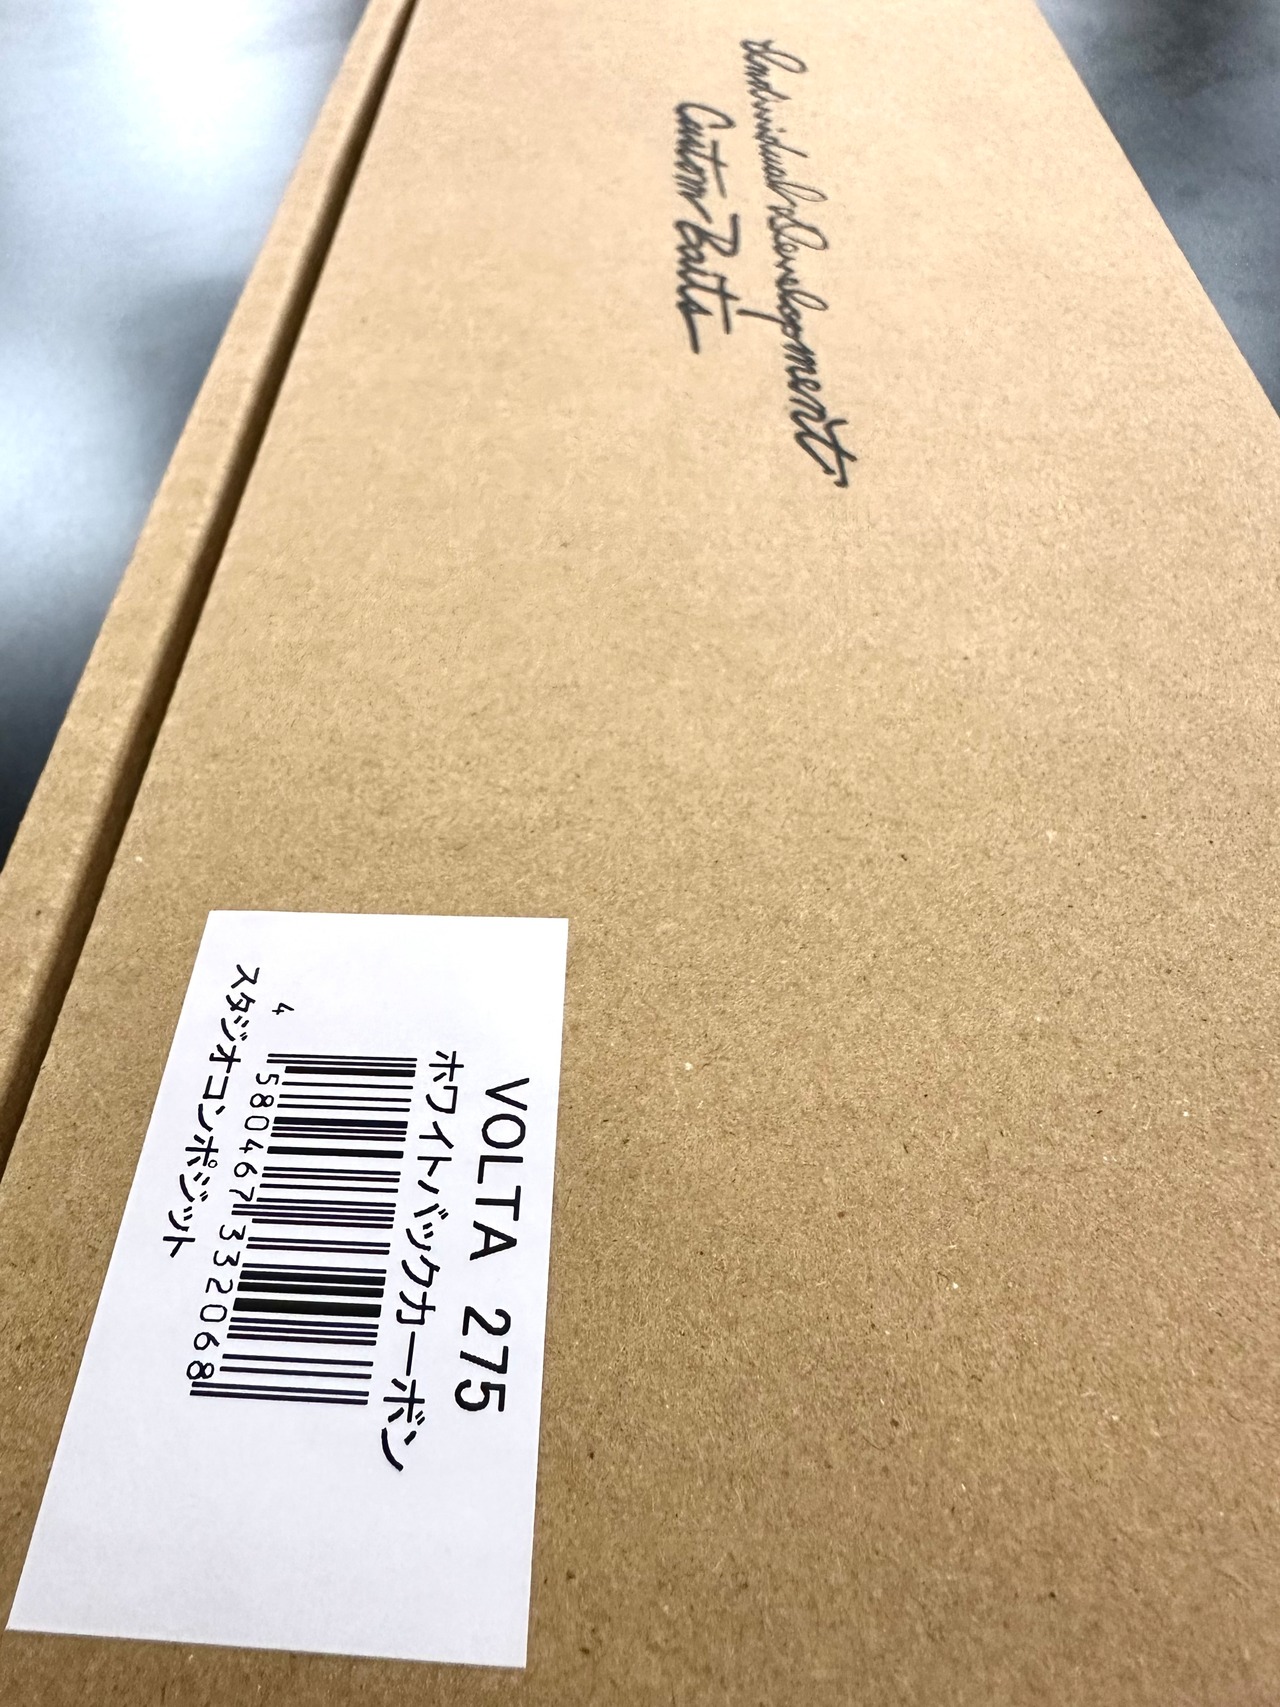 Individual Development
Custom Baits
VOLTA 275
ホワイトバックカーボン
4 580467 332068
スタジオコンポジット